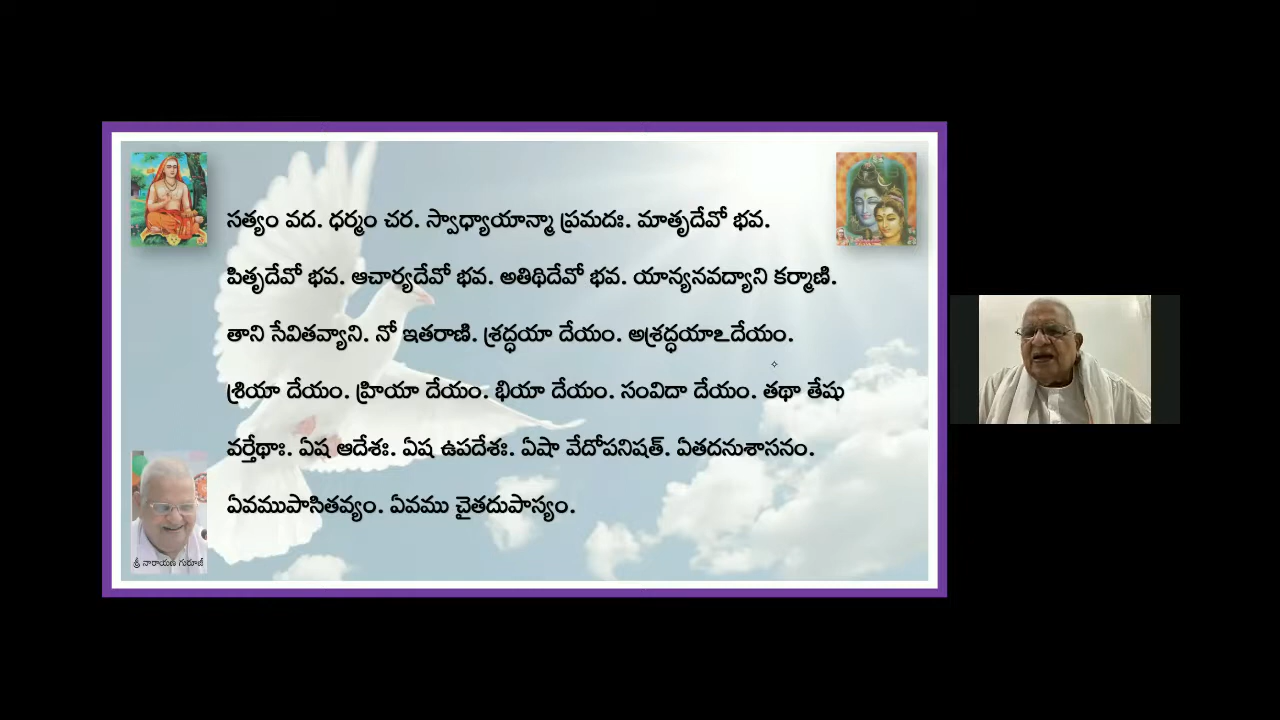 సత్యం వద. ధర్మం చర. స్వాధ్యాయాన్మా ప్రమదః. మాతృదేవో భవ.
పితృదేవో భవ. ఆచార్యదేవో భవ. అతిథిదేవో భవ. యాన్యనవద్యాని కర్మాణి.
తాని సేవితవ్యాని. నో ఇతరాణి. శ్రద్ధయా దేయం. అశ్రద్ధయాఽదేయం.
శ్రియా దేయం. హ్రియా దేయం. భియా దేయం. సంవిదా దేయం. తథా తేషు
వర్తేథాః. ఏష ఆదేశః. ఏష ఉపదేశః. ఏషా వేదోపనిషత్. ఏతదనుశాసనం.
ఏవముపాసితవ్యం. ఏవము చైతదుపాస్యం.
శ్రీ నారాయణ గురూజీ